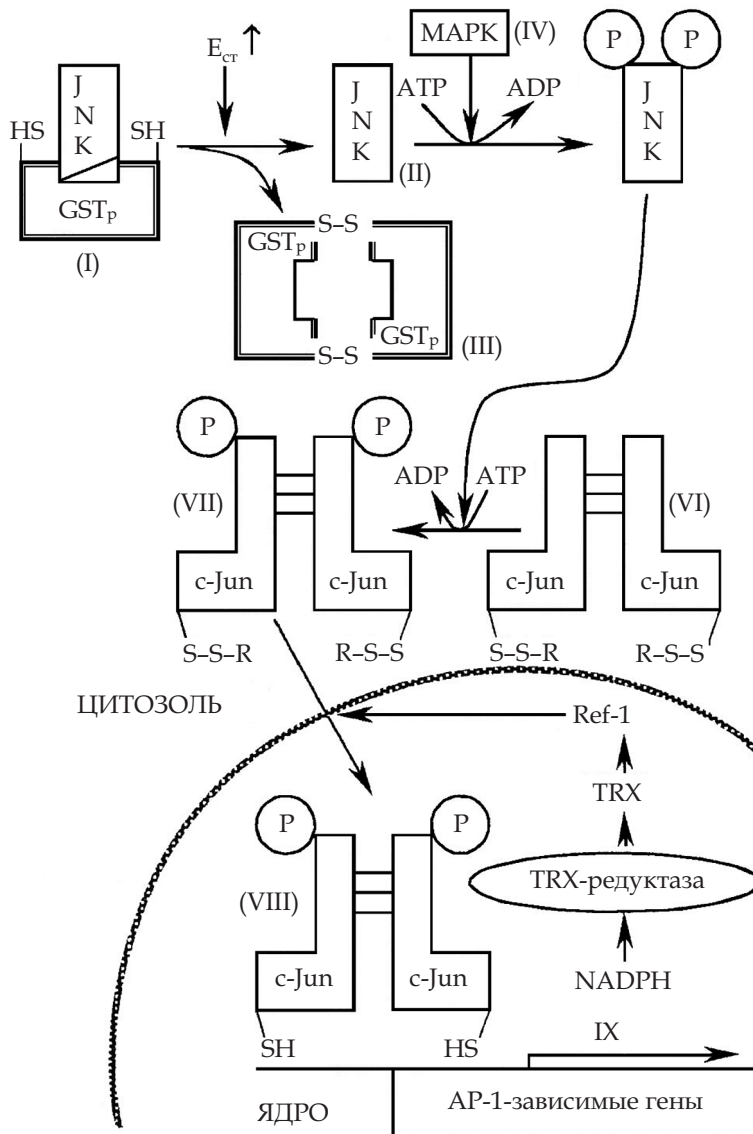 MAPK (IV)
P P
Eст ↑
ATP ADP
J
N
K
HS SH
GSTp
(I)
J
N
K
(II)
J
N
K
S–S
GSTp
GSTp
S–S
(III)
P P
(VII)
c-Jun c-Jun
S–S–R R–S–S
ADP ATP
(VI)
c-Jun c-Jun
S–S–R R–S–S
ЦИТОЗОЛЬ
Ref-1
TRX
TRX-редуктаза
NADPH
P P
(VIII)
c-Jun c-Jun
SH HS
IX
ЯДРО
АР-1-зависимые гены